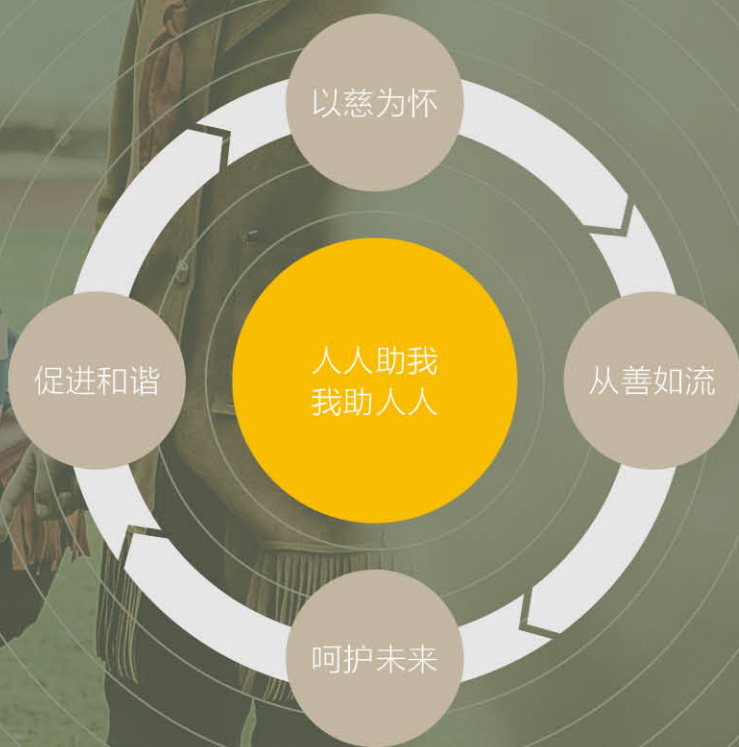 以慈为怀
促进和谐
人人助我
我助人人
从善如流
呵护未来